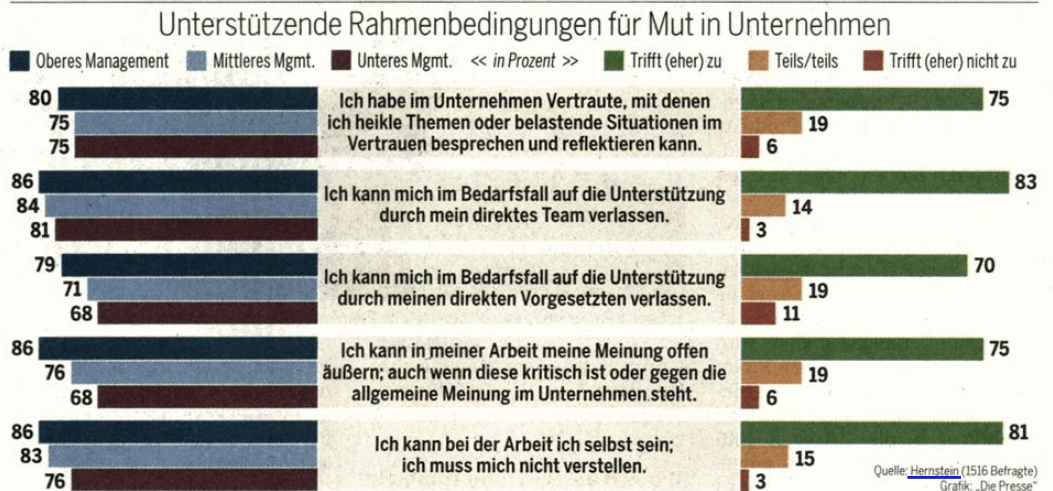 Unterstützende Rahmenbedingungen für Mut in Unternehmen
Oberes Management Mittleres Mgmt. Unteres Mgmt. << in Prozent >> Trifft (eher) zu Teils/teils Trifft (eher) nicht zu
80
75
75
Ich habe im Unternehmen Vertraute, mit denen
ich heikle Themen oder belastende Situationen im
Vertrauen besprechen und reflektieren kann.
75
19
6
86
84
81
Ich kann mich im Bedarfsfall auf die Unterstützung
durch mein direktes Team verlassen.
83
14
3
79
71
68
Ich kann mich im Bedarfsfall auf die Unterstützung
durch meinen direkten Vorgesetzten verlassen.
70
19
11
86
76
68
Ich kann in meiner Arbeit meine Meinung offen
äußern; auch wenn diese kritisch ist oder gegen die
allgemeine Meinung im Unternehmen steht.
75
19
6
86
83
76
Ich kann bei der Arbeit ich selbst sein;
ich muss mich nicht verstellen.
81
15
3
Quelle: Hernstein (1516 Befragte)
Grafik: „Die Presse"